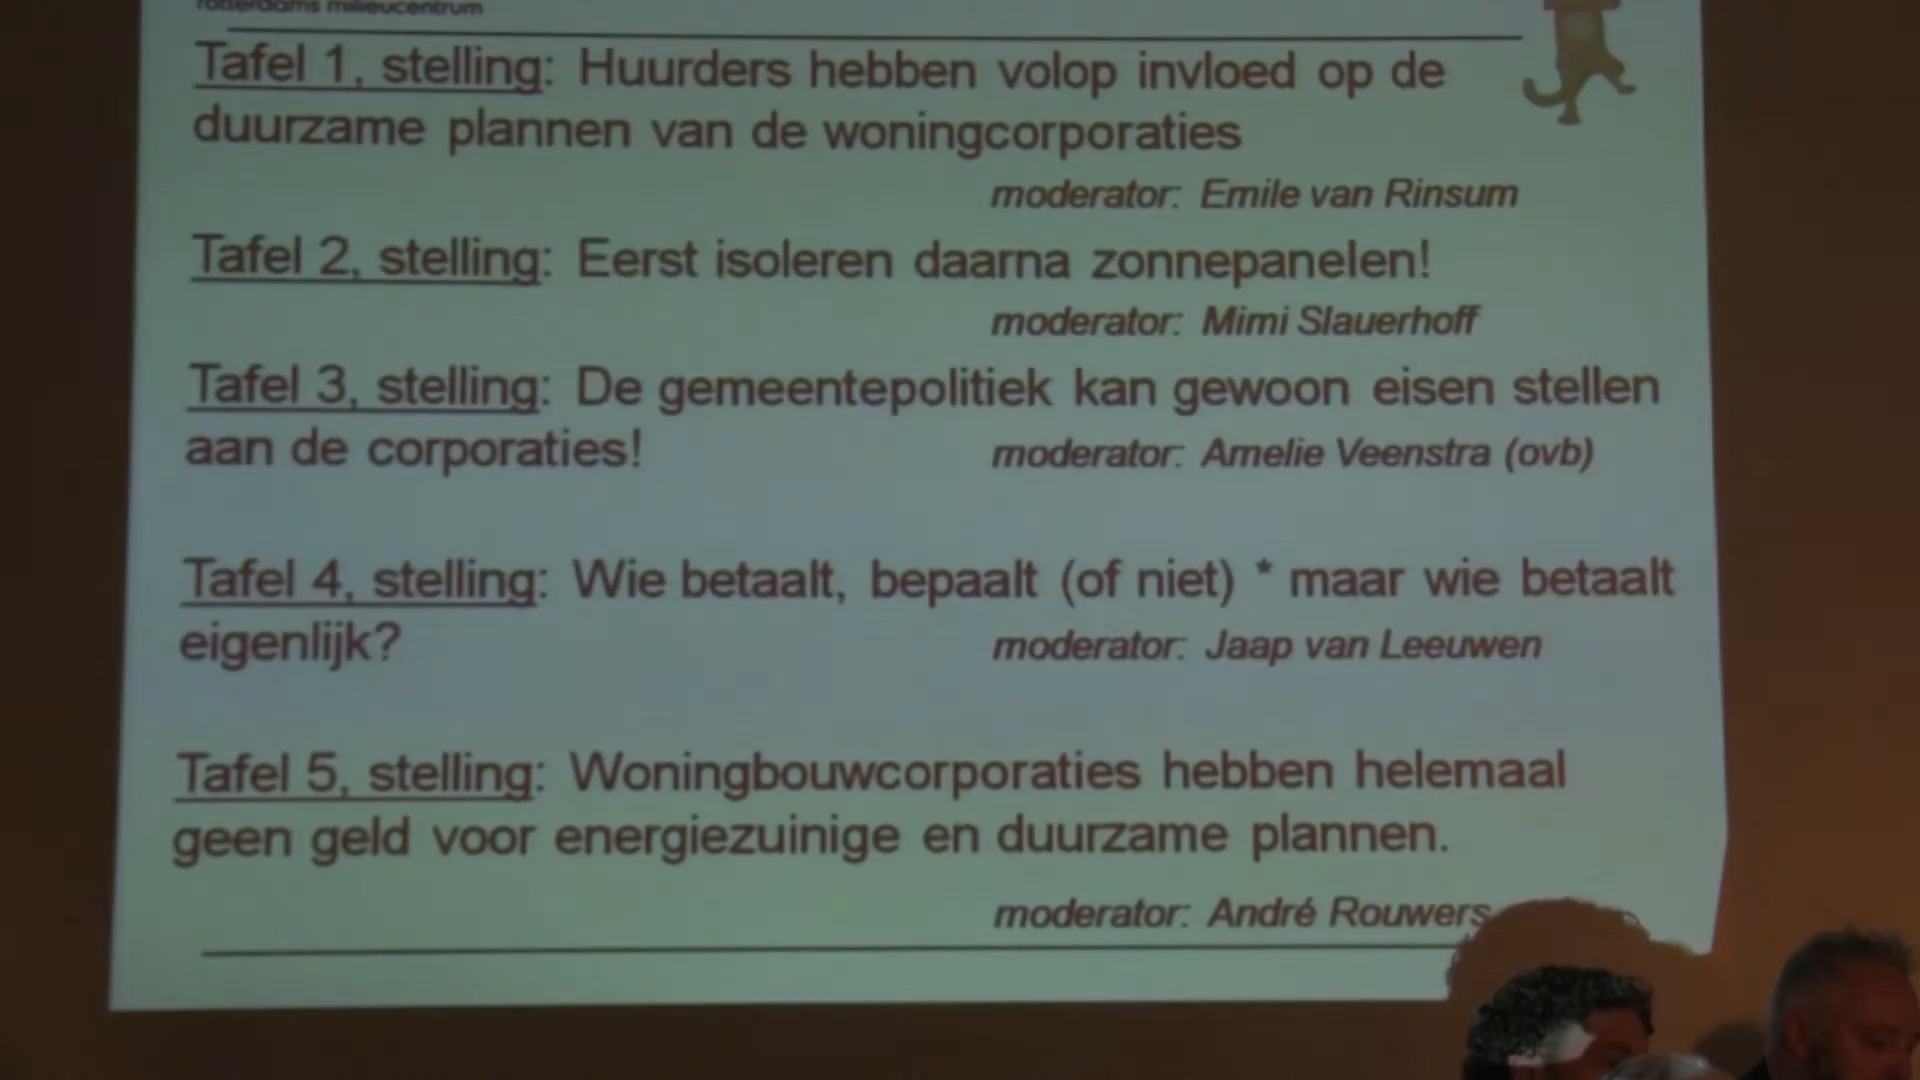 rotterdams milieucentrum
Tafel 1, stelling: Huurders hebben volop invloed op de
duurzame plannen van de woningcorporaties
moderator: Emile van Rinsum
Tafel 2, stelling: Eerst isoleren daarna zonnepanelen!
moderator: Mimi Slauerhoff
Tafel 3, stelling: De gemeentepolitiek kan gewoon eisen stellen
aan de corporaties! moderator: Amelie Veenstra (ovb)
Tafel 4, stelling: Wie betaalt, bepaalt (of niet) * maar wie betaalt
eigenlijk? moderator: Jaap van Leeuwen
Tafel 5, stelling: Woningbouwcorporaties hebben helemaal
geen geld voor energiezuinige en duurzame plannen.
moderator: André Rouwers